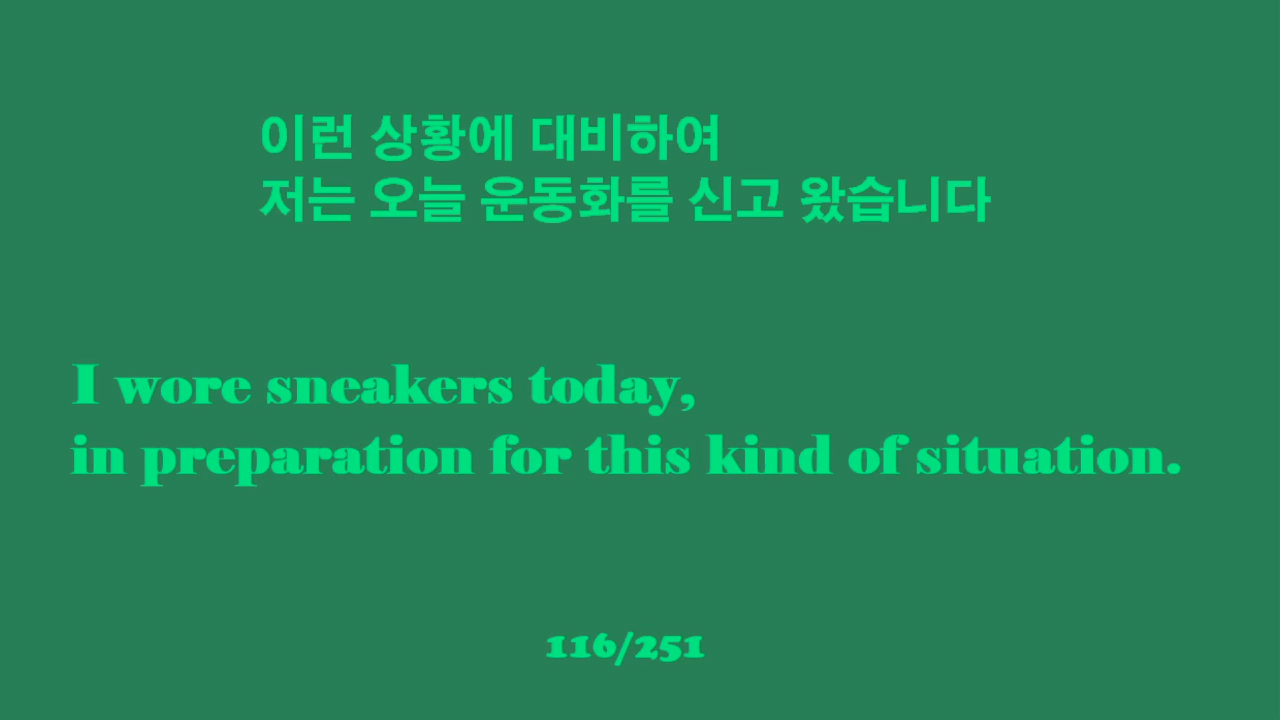 이런 상황에 대비하여
저는 오늘 운동화를 신고 왔습니다
I wore sneakers today,
in preparation for this kind of situation.
116/251